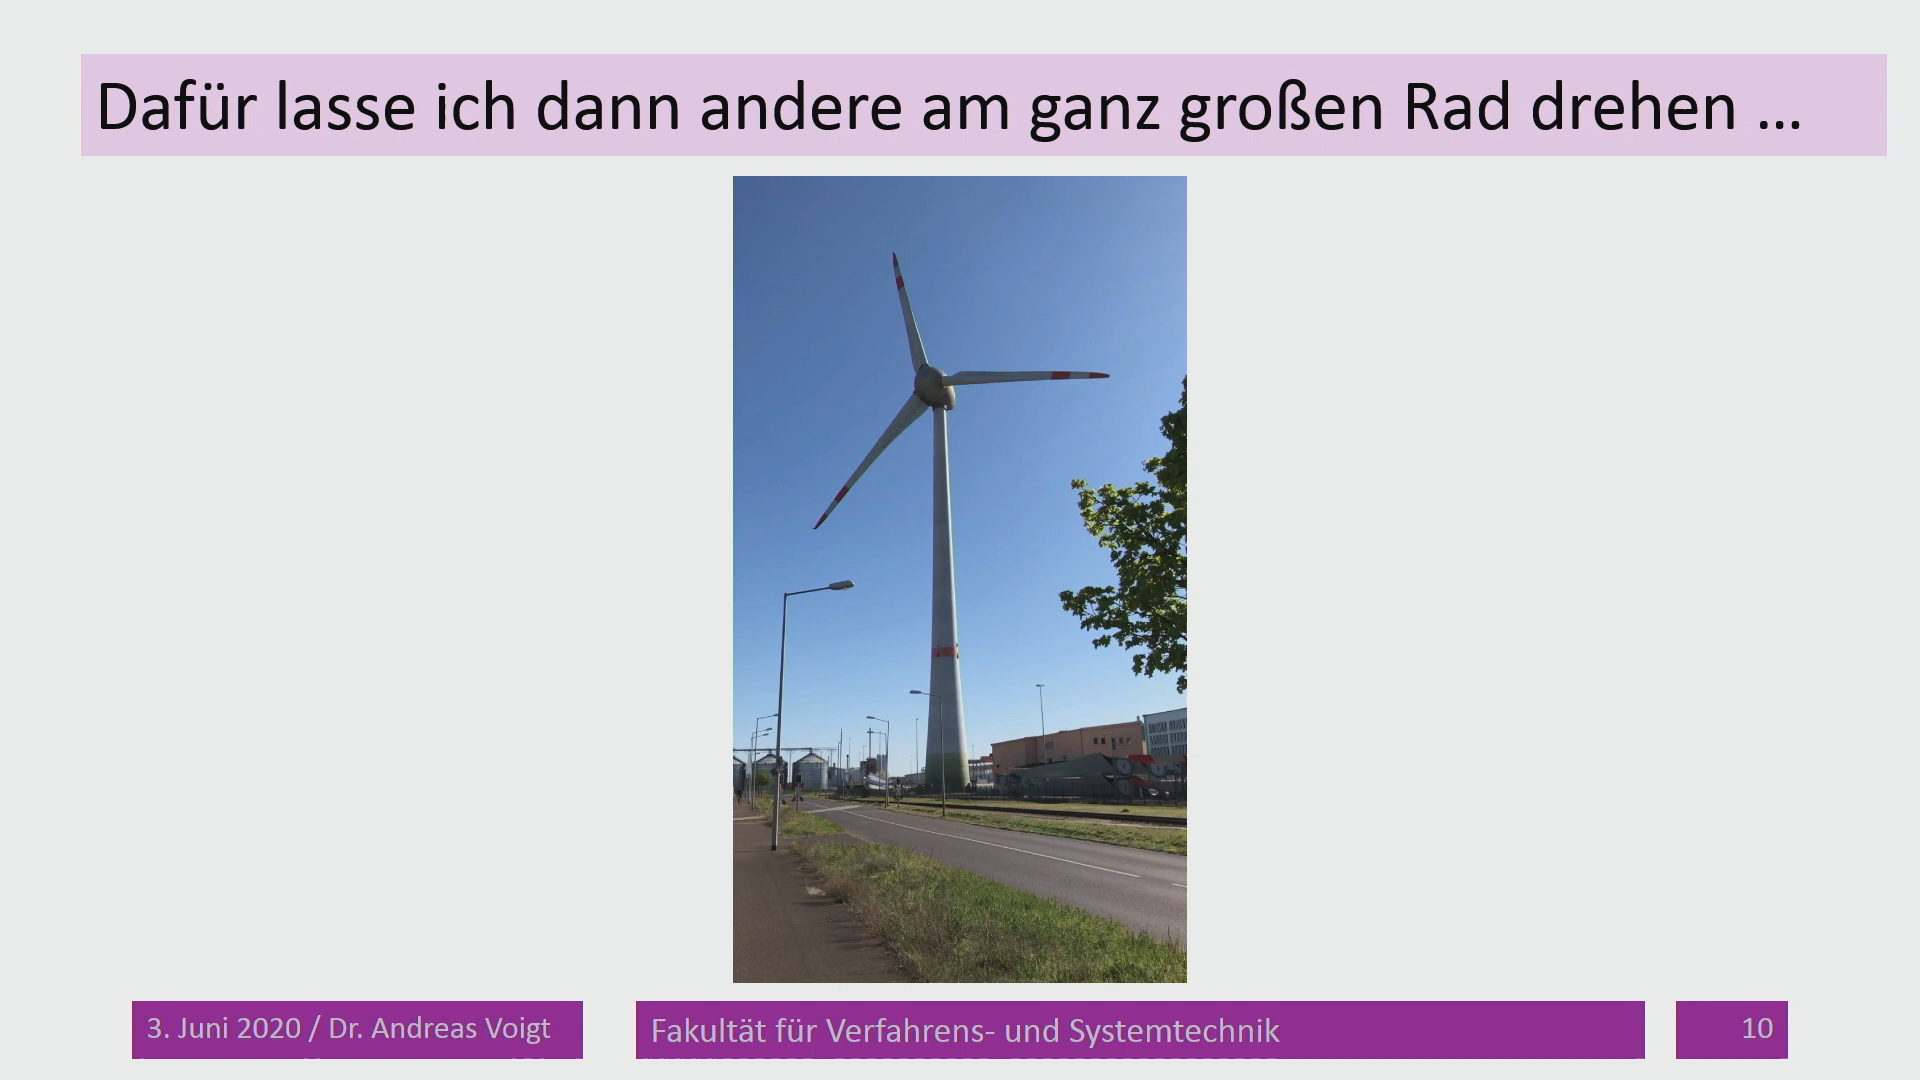 Dafür lasse ich dann andere am ganz großen Rad drehen ...
3. Juni 2020 / Dr. Andreas Voigt
Fakultät für Verfahrens- und Systemtechnik
10